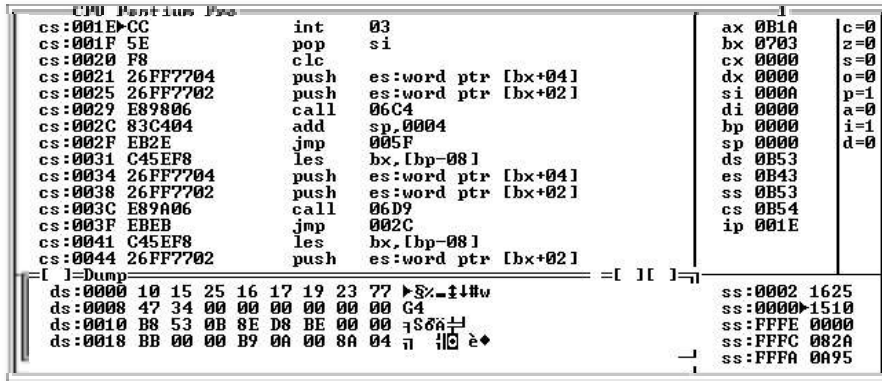 CPU Pentium Pro 1
cs:001E►CC int 03
cs:001F 5E pop si
cs:0020 F8 clc
cs:0021 26FF7704 push es:word ptr [bx+04]
cs:0025 26FF7702 push es:word ptr [bx+02]
cs:0029 E89806 call 06C4
cs:002C 83C404 add sp,0004
cs:002F EB2E jmp 005F
cs:0031 C45EF8 les bx,[bp-08]
cs:0034 26FF7704 push es:word ptr [bx+04]
cs:0038 26FF7702 push es:word ptr [bx+02]
cs:003C E89A06 call 06D9
cs:003F EBEB jmp 002C
cs:0041 C45EF8 les bx,[bp-08]
cs:0044 26FF7702 push es:word ptr [bx+02]
ax 0B1A c=0
bx 0703 z=0
cx 0000 s=0
dx 0000 o=0
si 000A p=1
di 0000 a=0
bp 0000 i=1
sp 0000 d=0
ds 0B53
es 0B43
ss 0B53
cs 0B54
ip 001E
=[ ]=Dump =[ ][ ]=
ds:0000 10 15 25 16 17 19 23 77 ►§%▬↨↓#w
ds:0008 47 34 00 00 00 00 00 00 G4
ds:0010 B8 53 0B 8E D8 BE 00 00
ds:0018 BB 00 00 B9 0A 00 8A 04
ss:0002 1625
ss:0000►1510
ss:FFFE 0000
ss:FFFC 082A
ss:FFFA 0A95